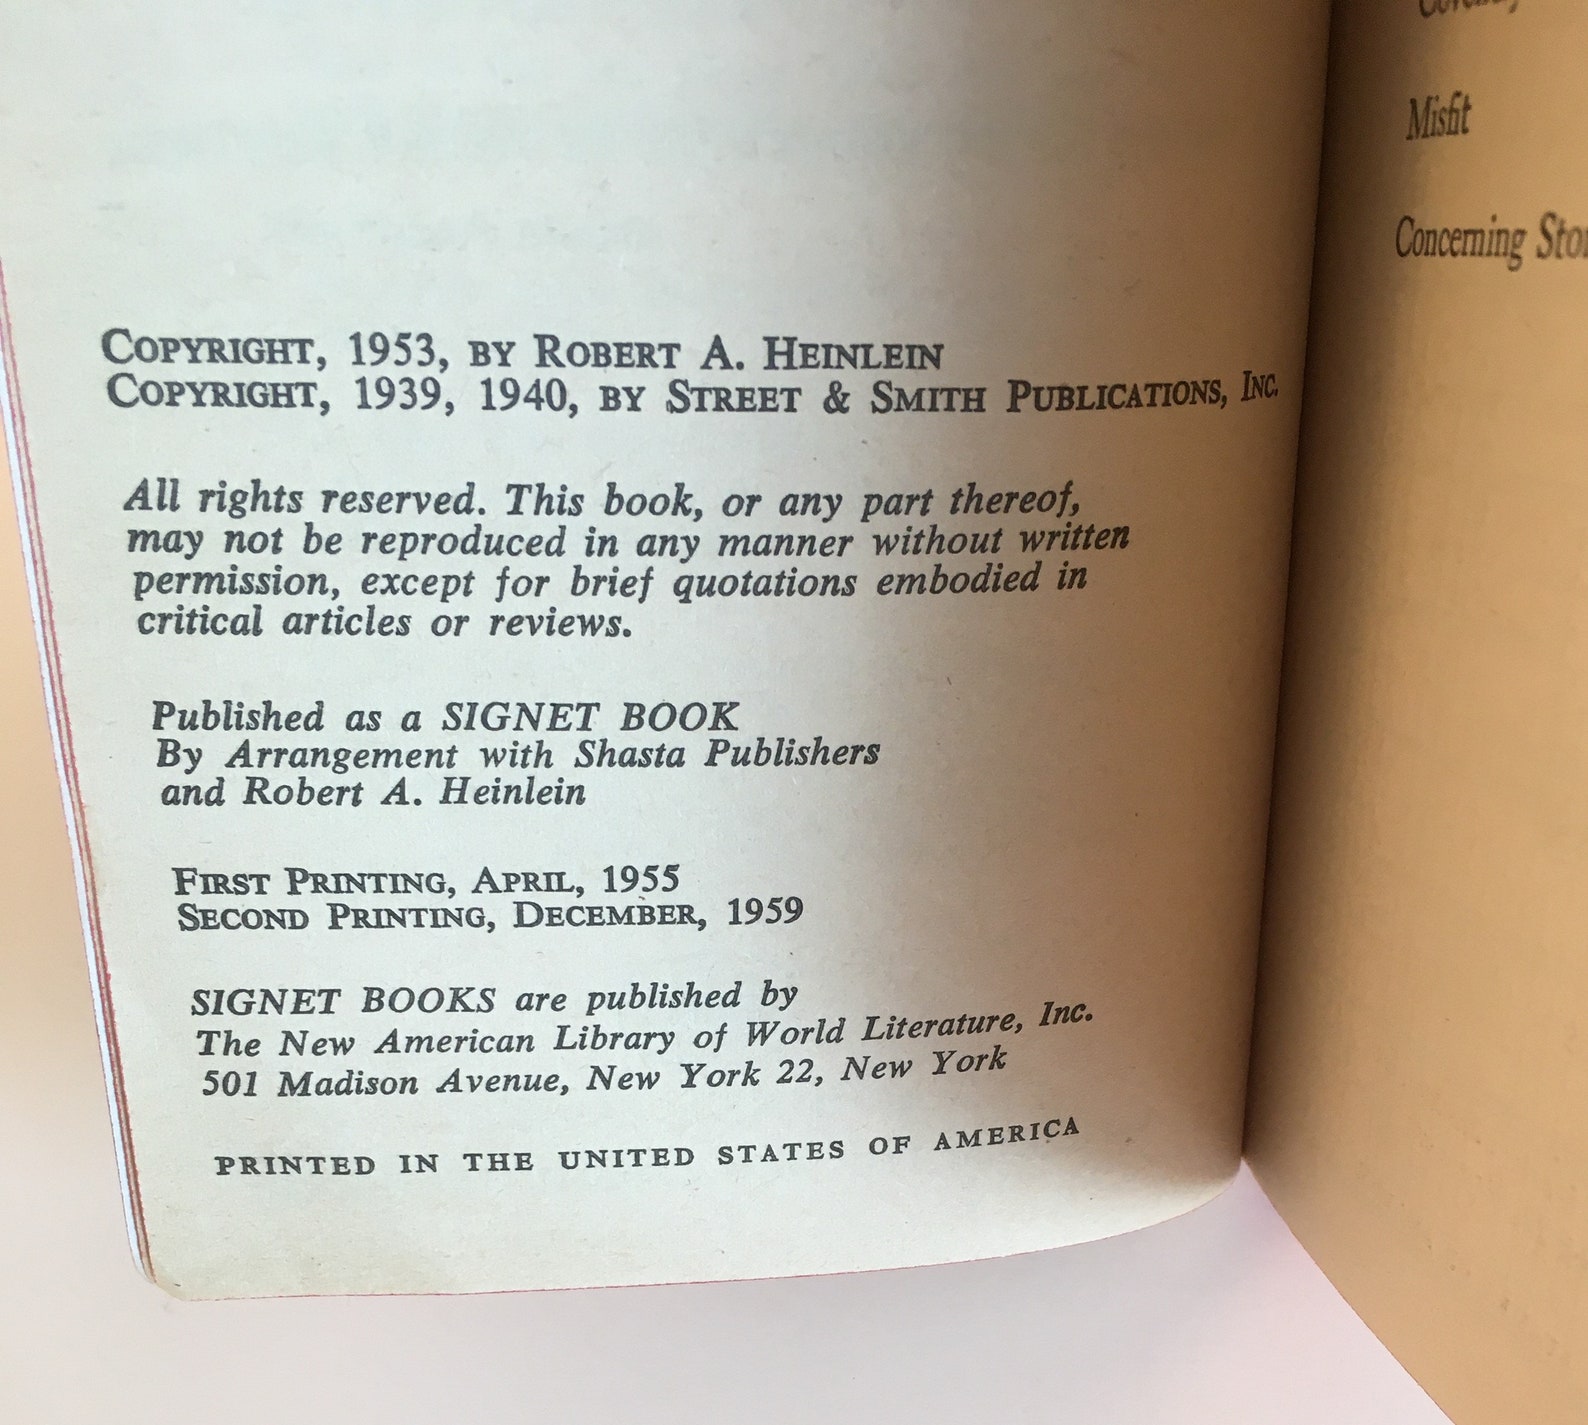 COPYRIGHT, 1953, BY ROBERT A. HEINLEIN
COPYRIGHT, 1939, 1940, BY STREET & SMITH PUBLICATIONS, INC.
All rights reserved. This book, or any part thereof,
may not be reproduced in any manner without written
permission, except for brief quotations embodied in
critical articles or reviews.
Published as a SIGNET BOOK
By Arrangement with Shasta Publishers
and Robert A. Heinlein
FIRST PRINTING, APRIL, 1955
SECOND PRINTING, DECEMBER, 1959
SIGNET BOOKS are published by
The New American Library of World Literature, Inc.
501 Madison Avenue, New York 22, New York
PRINTED IN THE UNITED STATES OF AMERICA
Misfit
Concerning